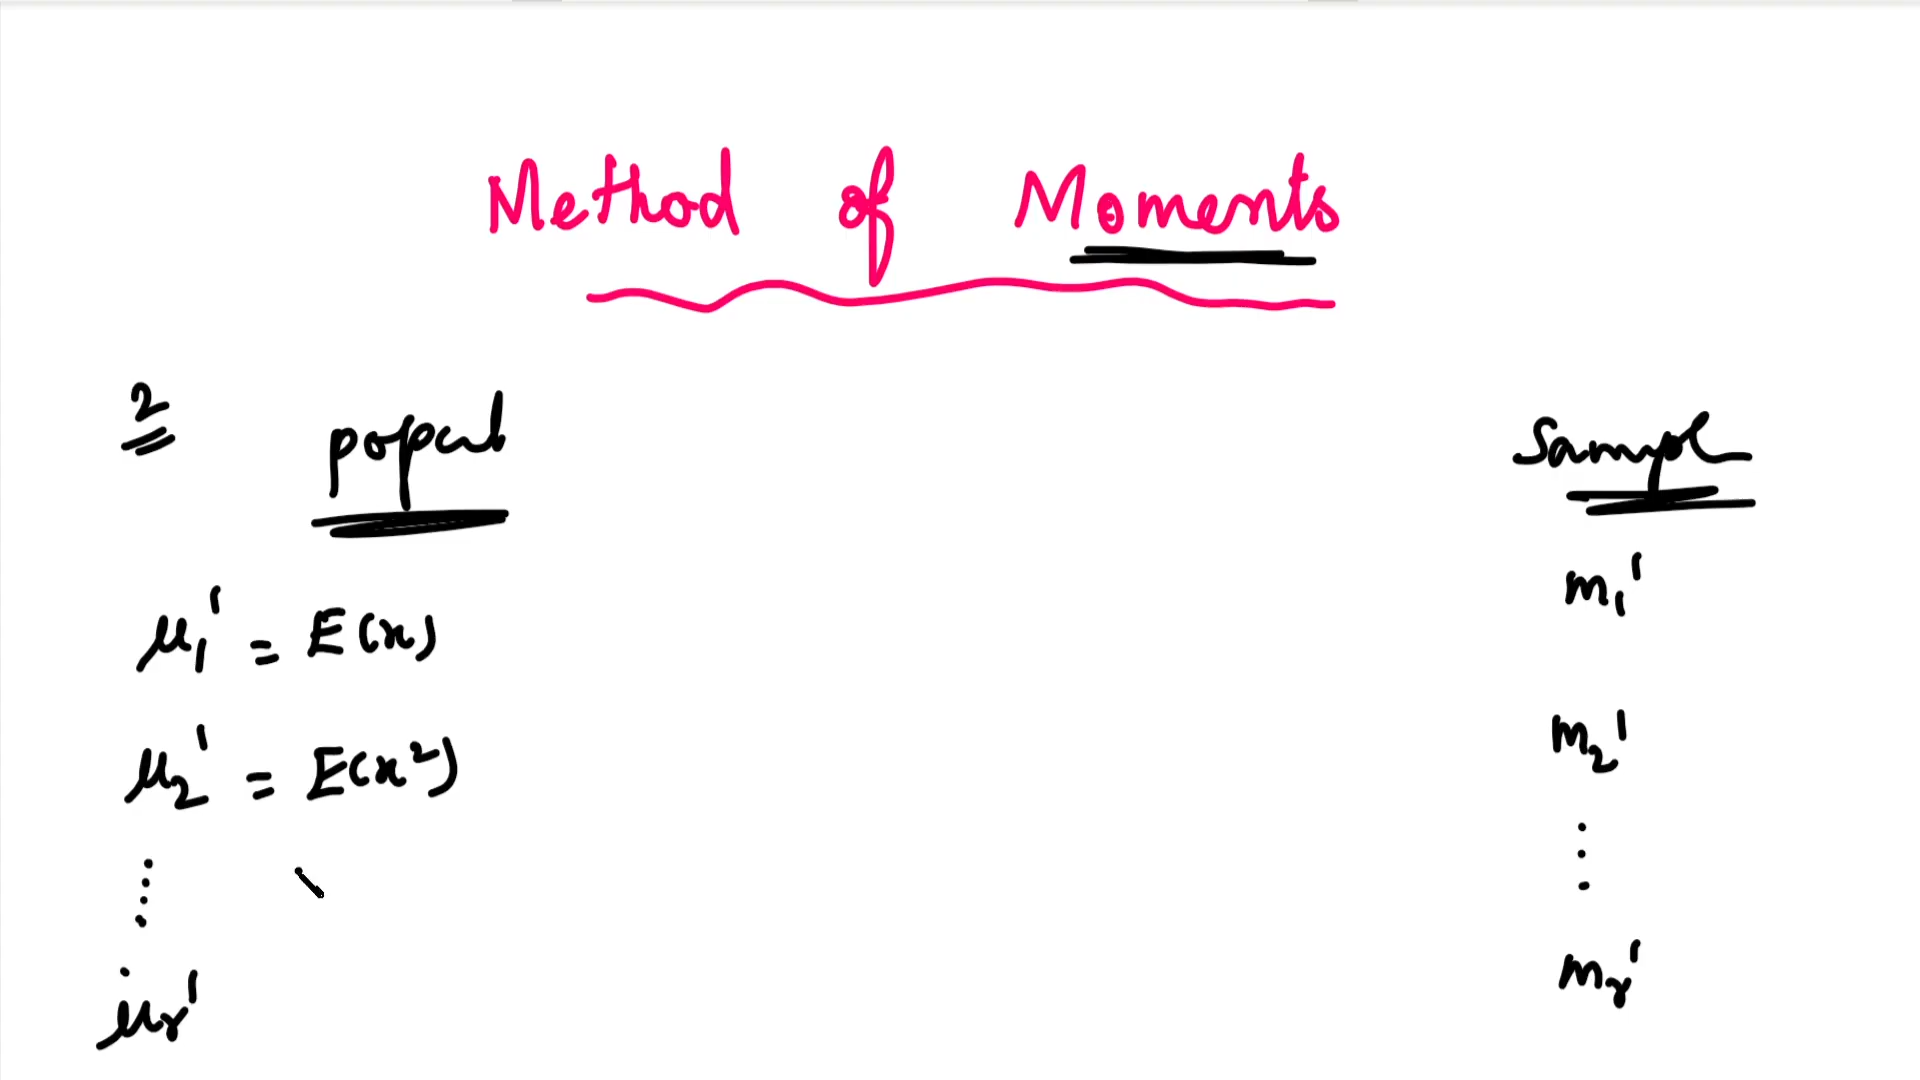 Method of Moments
2 popul Sample
μ₁' = E(x) m₁'
μ₂' = E(x²) m₂'
⋮ ⋮
μᵣ' mᵣ'